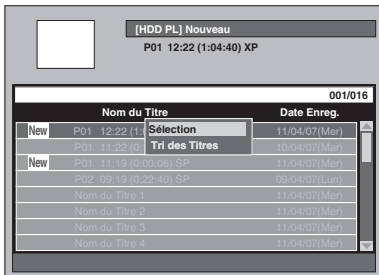 [HDD PL] Nouveau
P01 12:22 (1:04:40) XP
001/016
Nom du Titre Date Enreg.
New P01 12:22 (1:0 11/04/07(Mer)
Sélection
P01 11:22 (0: 10/04/07(Mer)
Tri des Titres
New P01 11:19 (0:00:06) SP 11/04/07(Mer)
P02 09:19 (0:22:40) SP 09/04/07(Lun)
Nom du Titre 1 11/04/07(Mer)
Nom du Titre 2 11/04/07(Mer)
Nom du Titre 3 11/04/07(Mer)
Nom du Titre 4 11/04/07(Mer)